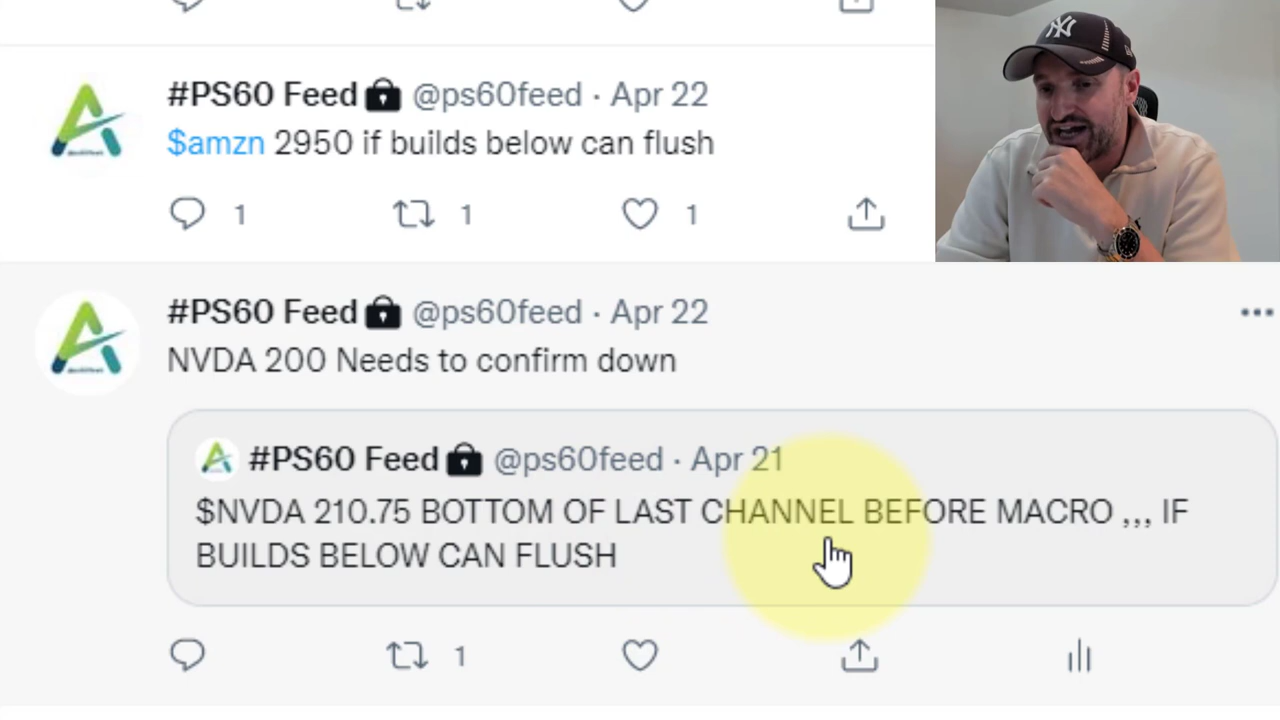 #PS60 Feed @ps60feed · Apr 22
$amzn 2950 if builds below can flush
1 1 1
#PS60 Feed @ps60feed · Apr 22
NVDA 200 Needs to confirm down
#PS60 Feed @ps60feed · Apr 21
$NVDA 210.75 BOTTOM OF LAST CHANNEL BEFORE MACRO ,,, IF
BUILDS BELOW CAN FLUSH
1